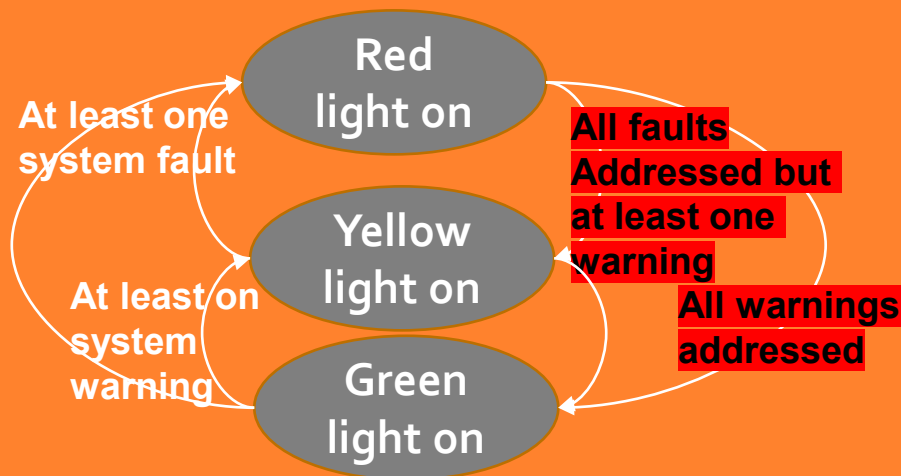 Red
light on
At least one
system fault
All faults
Addressed but
at least one
warning
Yellow
light on
At least on
system
warning
All warnings
addressed
Green
light on